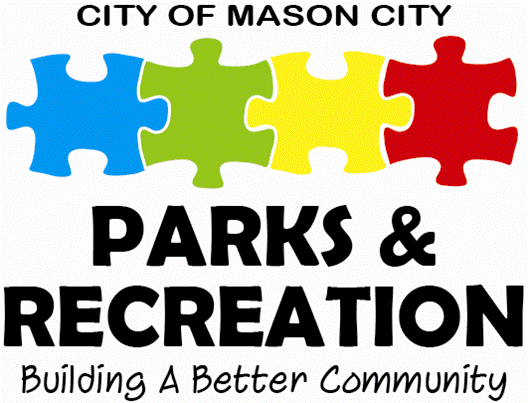 CITY OF MASON CITY
PARKS &
RECREATION
Building A Better Community